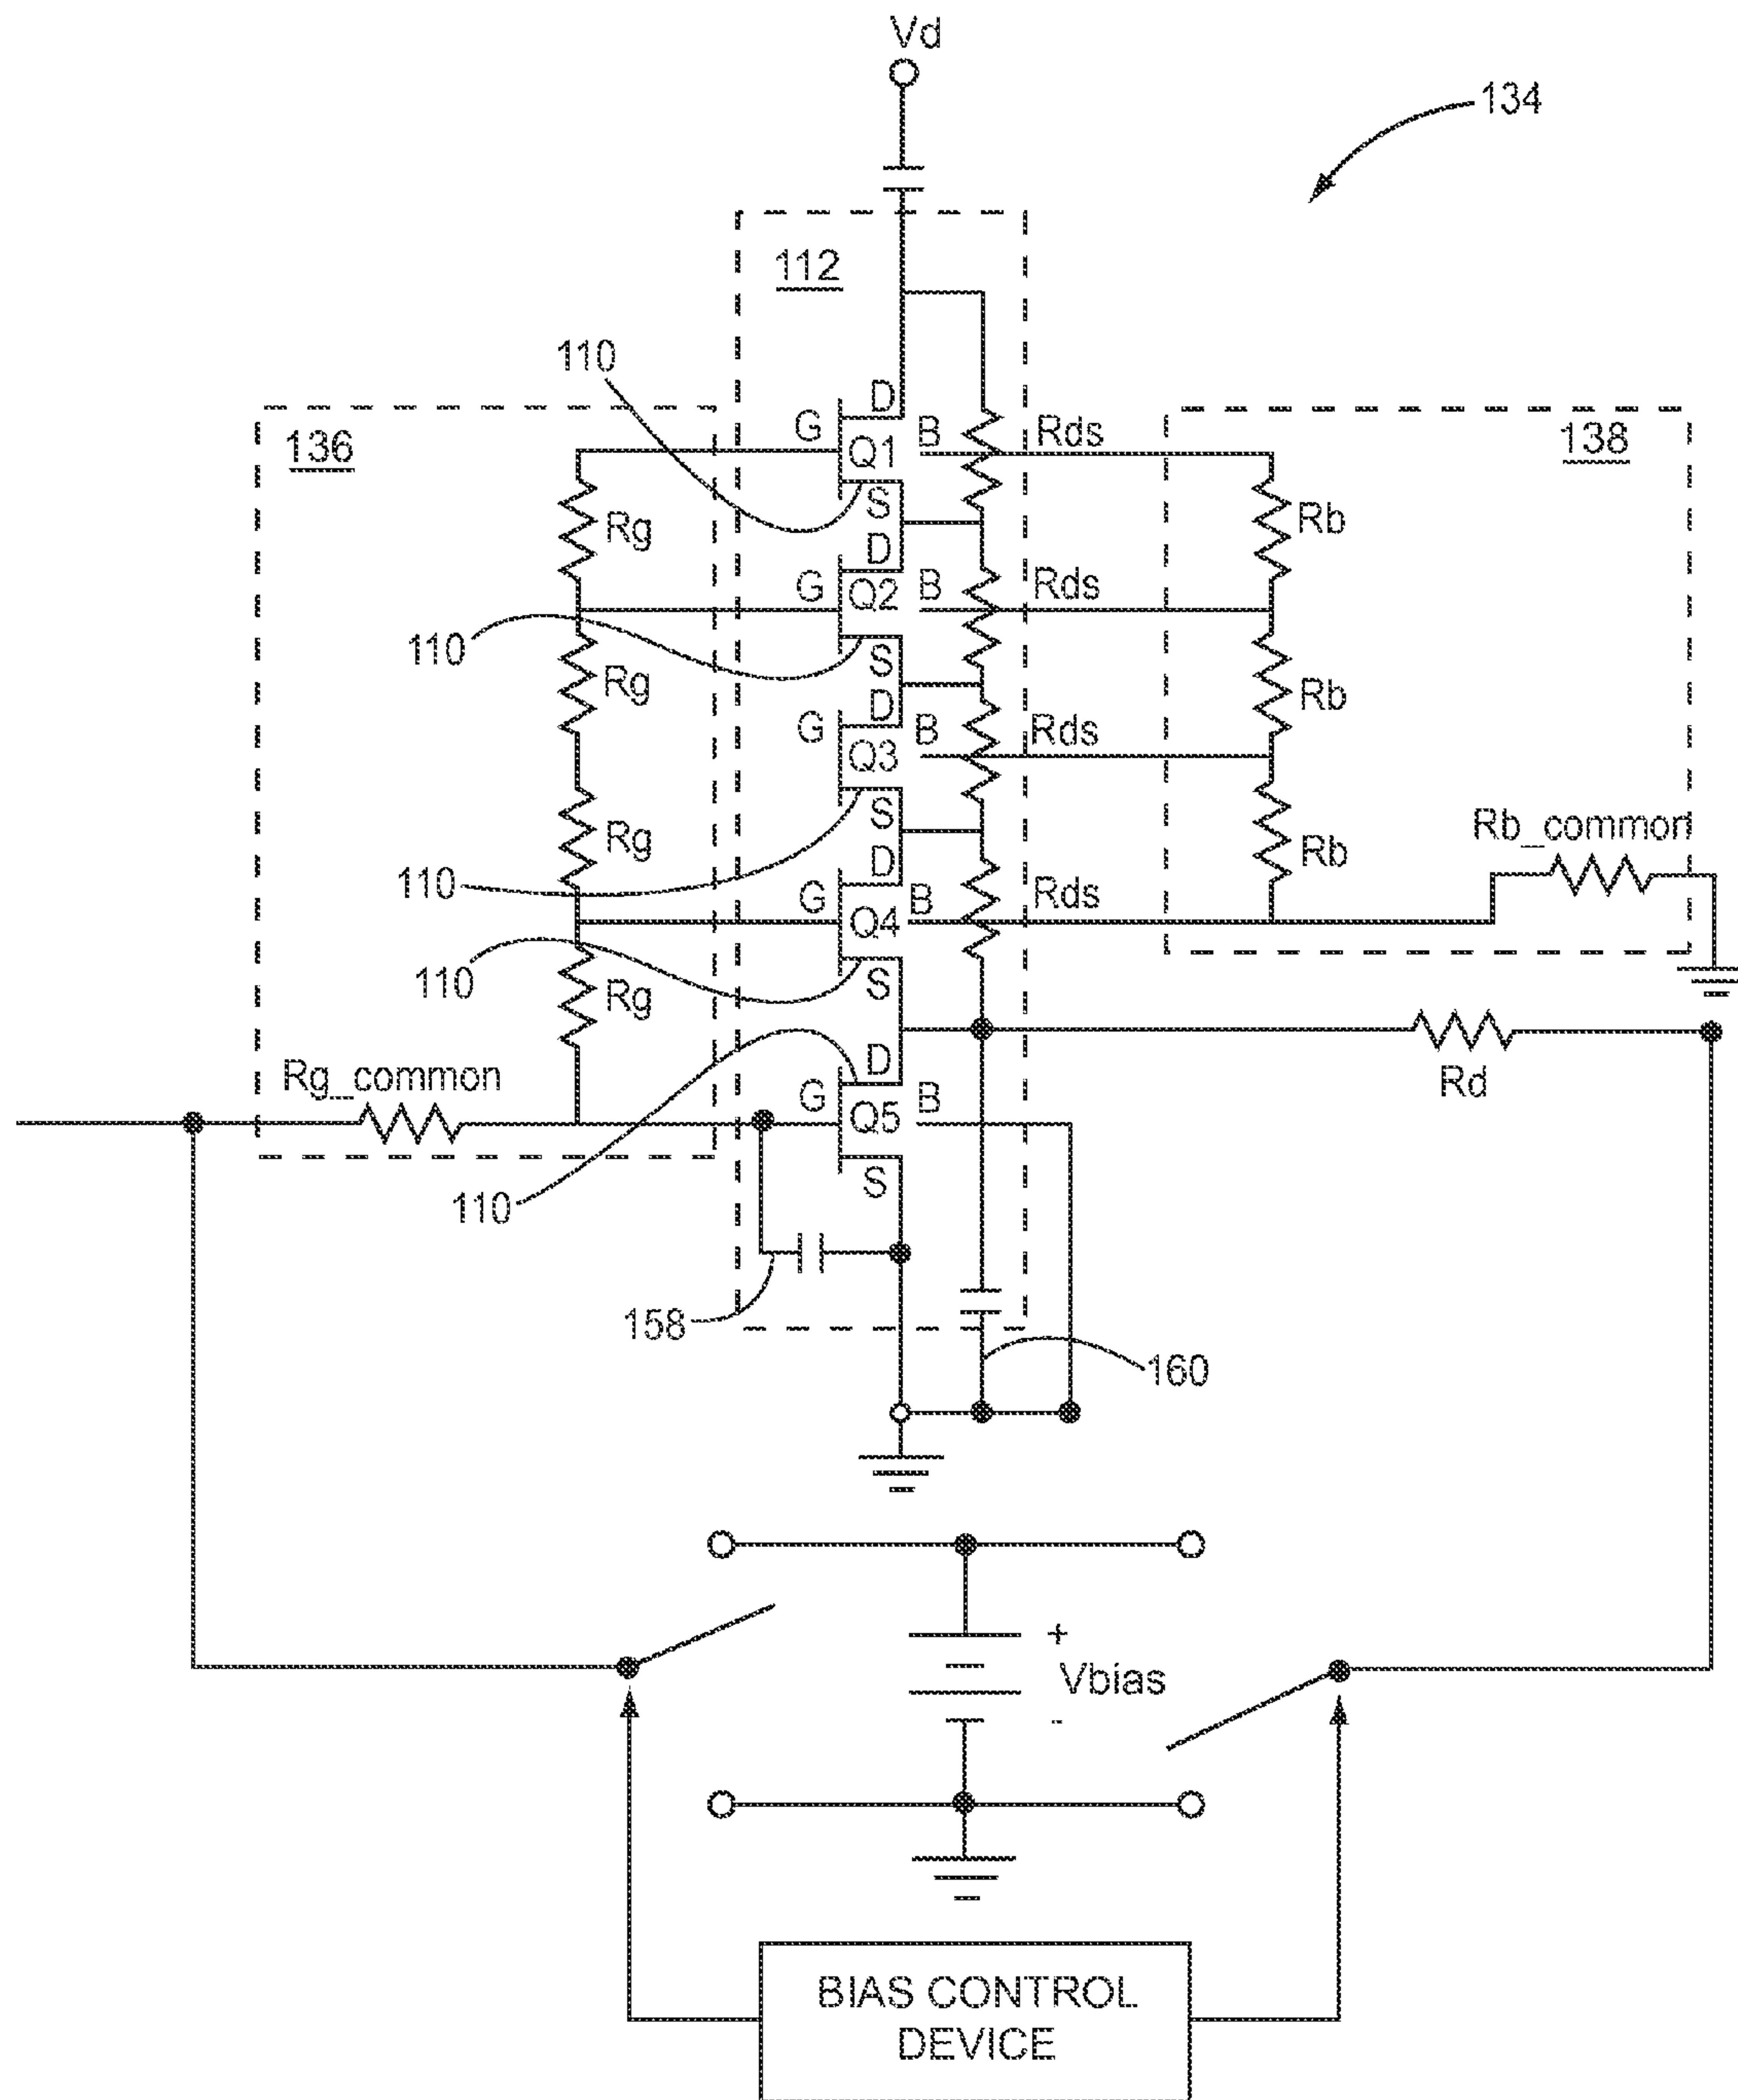 Vd
134
112
110
D
136
G
Q1
B
Rds
138
S
Rg
Rb
D
G
Q2
B
Rds
110
S
Rg
D
Rb
G
Q3
B
Rds
S
Rg
Rb_common
D
Rb
110
G
Q4
B
Rds
110
S
Rg
D
Rg_common
G
Q5
B
Rd
S
110
158
160
+
Vbias
-
BIAS CONTROL
DEVICE